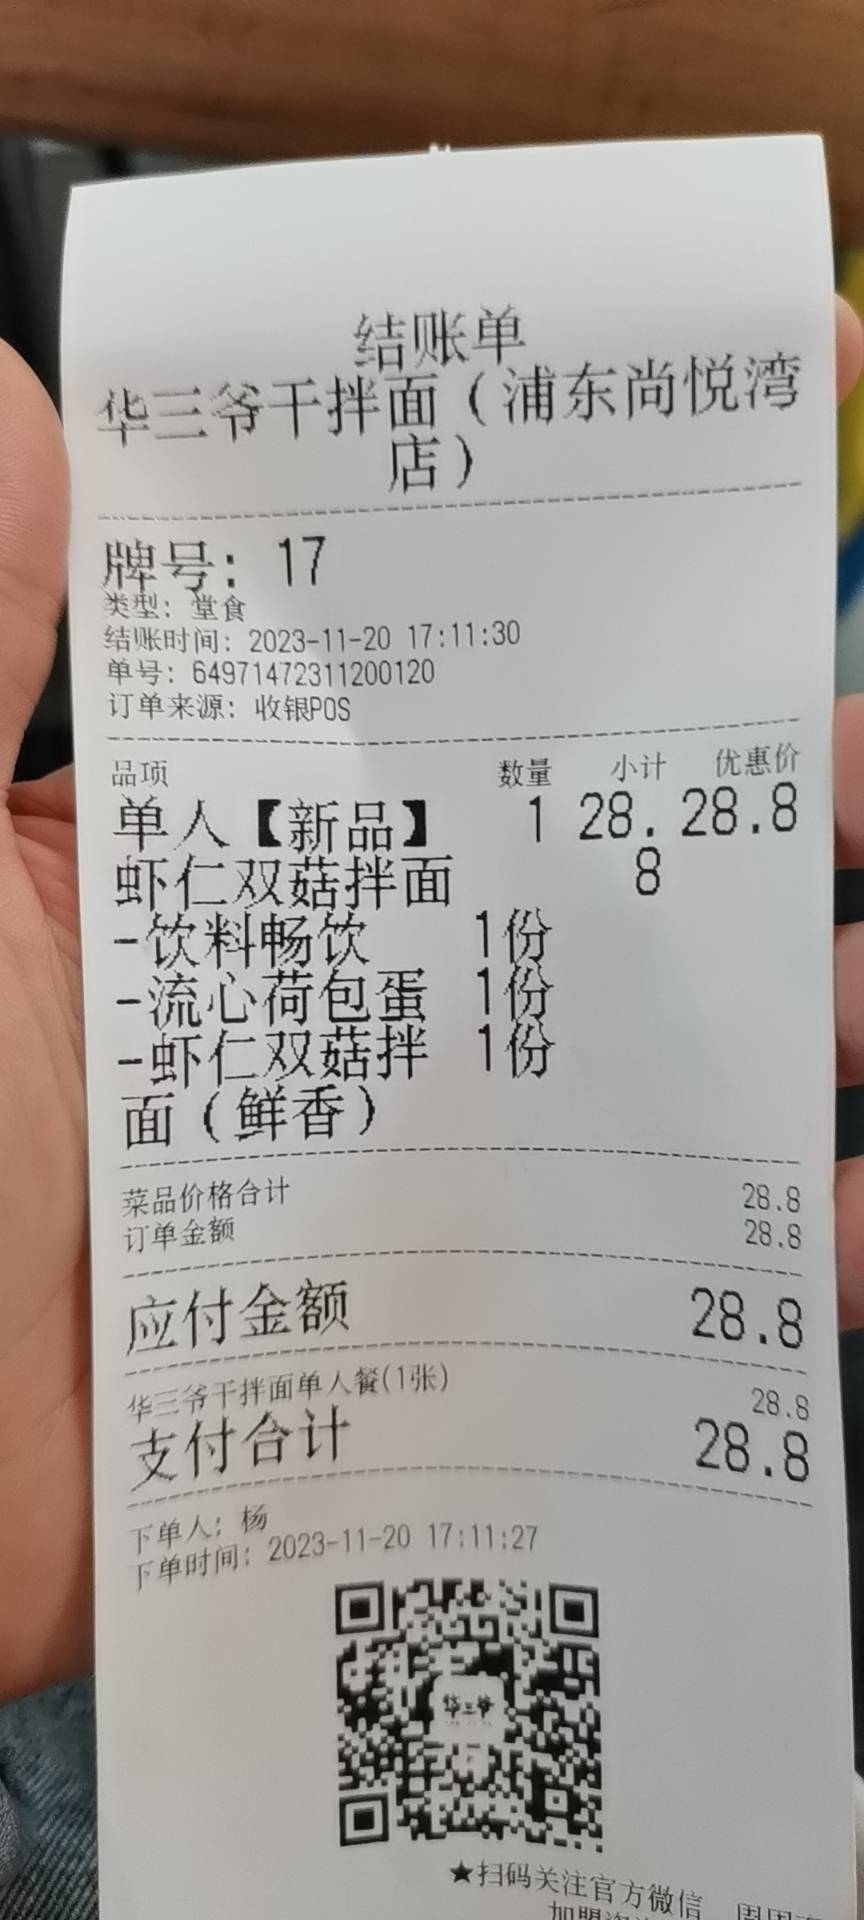 结账单
华三爷干拌面（浦东尚悦湾
店）
牌号：17
类型：堂食
结账时间：2023-11-20 17:11:30
单号：64971472311200120
订单来源：收银POS
品项 数量 小计 优惠价
单人【新品】 1 28. 28.8
虾仁双菇拌面 8
-饮料畅饮 1份
-流心荷包蛋 1份
-虾仁双菇拌 1份
面（鲜香）
菜品价格合计 28.8
订单金额 28.8
应付金额 28.8
华三爷干拌面单人餐(1张) 28.8
支付合计 28.8
下单人：杨
下单时间：2023-11-20 17:11:27
华三爷
★扫码关注官方微信
加盟